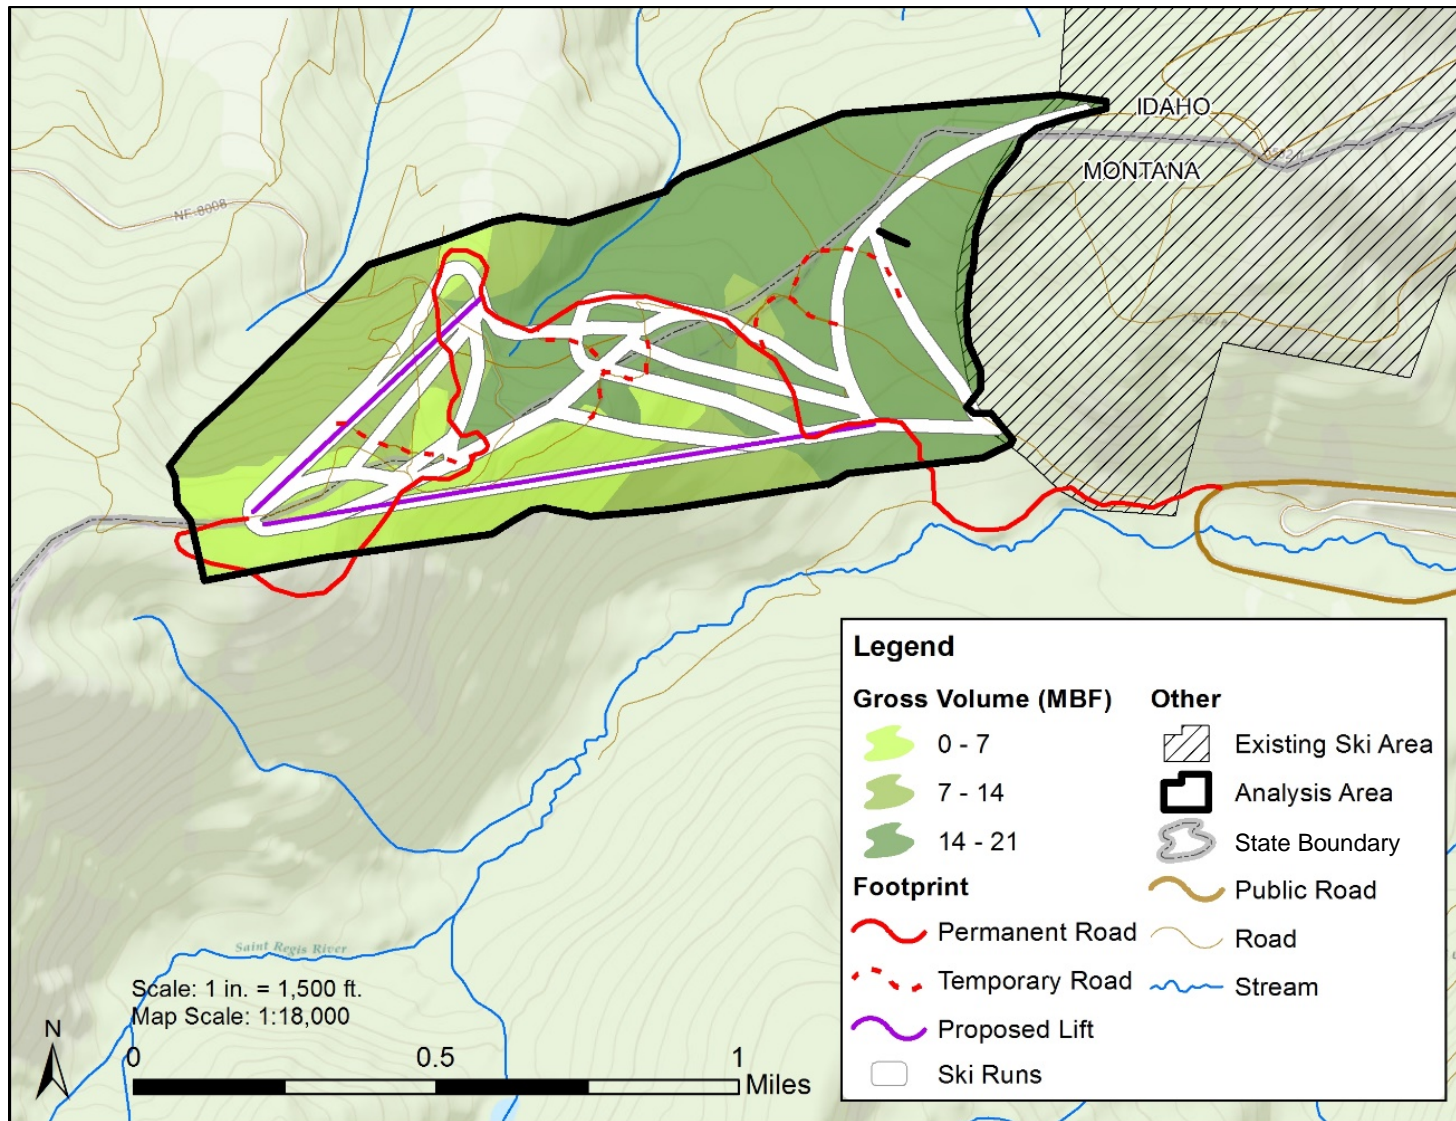 IDAHO
MONTANA
NF-8008
Legend
Gross Volume (MBF)
0 - 7
7 - 14
14 - 21
Footprint
Permanent Road
Temporary Road
Proposed Lift
Ski Runs
Other
Existing Ski Area
Analysis Area
State Boundary
Public Road
Road
Stream
Saint Regis River
Scale: 1 in. = 1,500 ft.
Map Scale: 1:18,000
N
0 0.5 1
Miles